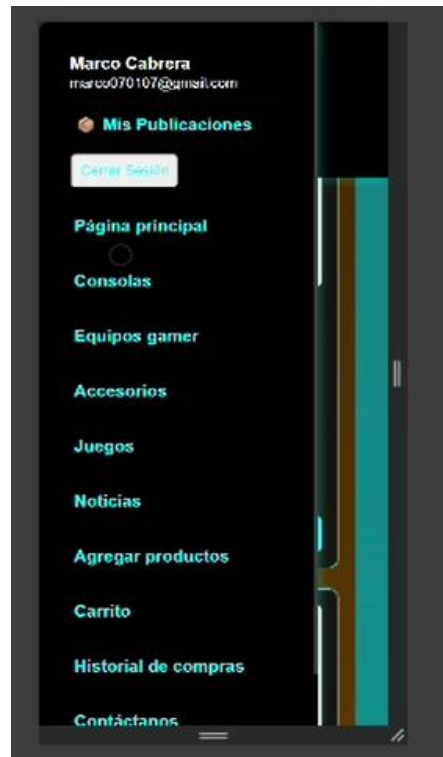 Marco Cabrera
marco070107@gmail.com
Mis Publicaciones
Cerrar Sesión
Página principal
Consolas
Equipos gamer
Accesorios
Juegos
Noticias
Agregar productos
Carrito
Historial de compras
Contáctanos